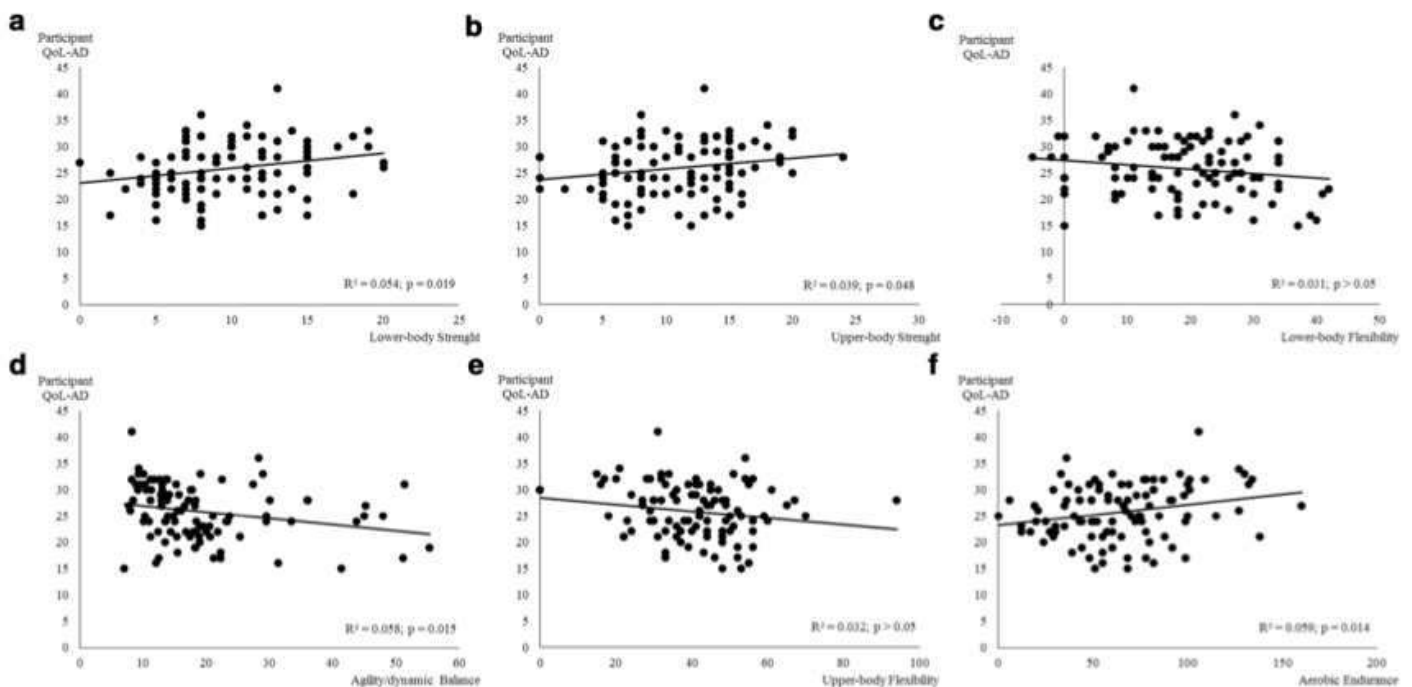 a
Participant
QoL-AD
45
40
35
30
25
20
15
10
5
0
R² = 0.054; p = 0.019
0 5 10 15 20 25
Lower-body Strenght
b
Participant
QoL-AD
45
40
35
30
25
20
15
10
5
0
R² = 0.039; p = 0.048
0 5 10 15 20 25 30
Upper-body Strenght
c
Participant
QoL-AD
45
40
35
30
25
20
15
10
5
0
R² = 0.031; p > 0.05
-10 0 10 20 30 40 50
Lower-body Flexibility
d
Participant
QoL-AD
45
40
35
30
25
20
15
10
5
0
R² = 0.058; p = 0.015
0 10 20 30 40 50 60
Agility/dynamic Balance
e
Participant
QoL-AD
45
40
35
30
25
20
15
10
5
0
R² = 0.032; p > 0.05
0 20 40 60 80 100
Upper-body Flexibility
f
Participant
QoL-AD
45
40
35
30
25
20
15
10
5
0
R² = 0.059; p = 0.014
0 50 100 150 200
Aerobic Endurance